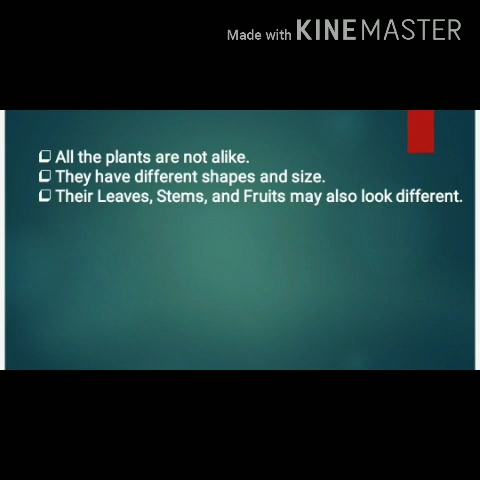 Made with KINEMASTER
❑ All the plants are not alike.
❑ They have different shapes and size.
❑ Their Leaves, Stems, and Fruits may also look different.